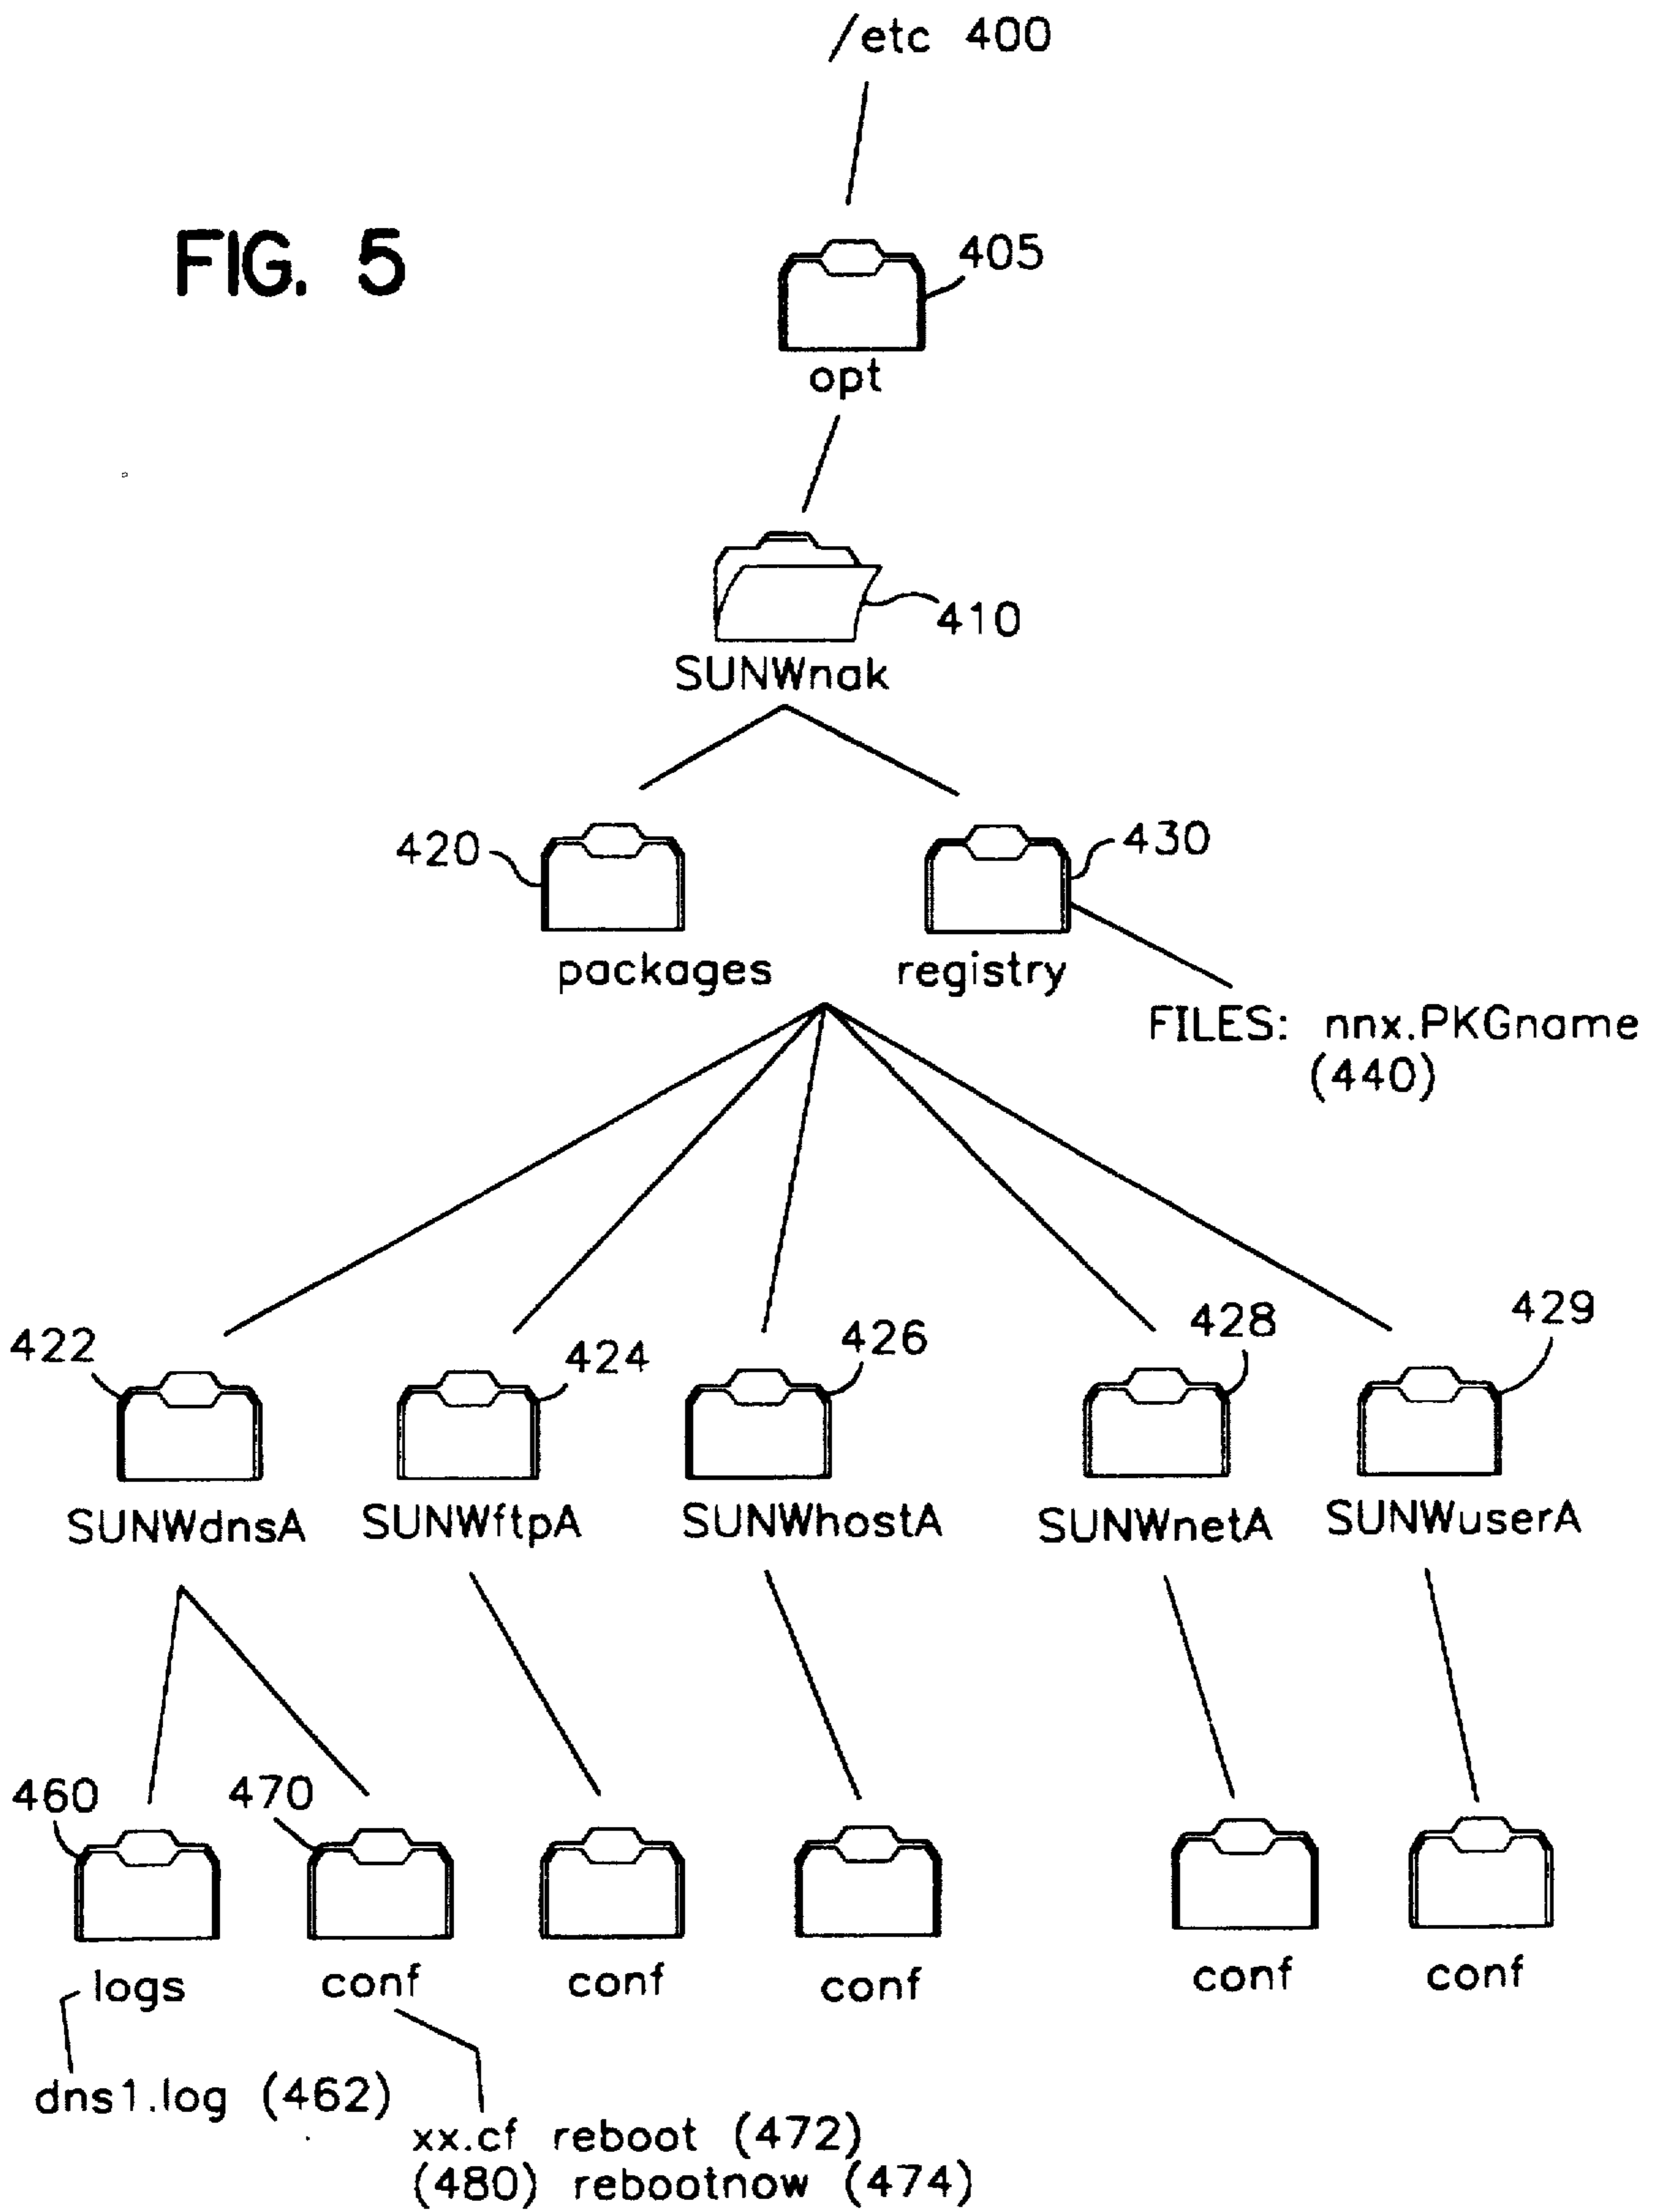 /etc 400
FIG. 5
405
opt
410
SUNWnak
420
430
packages
registry
FILES: nnx.PKGname
(440)
422
424
426
428
429
SUNWdnsA
SUNWftpA
SUNWhostA
SUNWnetA
SUNWuserA
460
470
logs
conf
conf
conf
conf
conf
dns1.log (462)
xx.cf reboot (472)
(480) rebootnow (474)